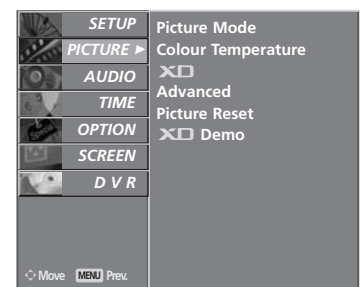 SETUP
PICTURE ►
AUDIO
TIME
OPTION
SCREEN
D V R
Picture Mode
Colour Temperature
XD
Advanced
Picture Reset
XD Demo
Move MENU Prev.